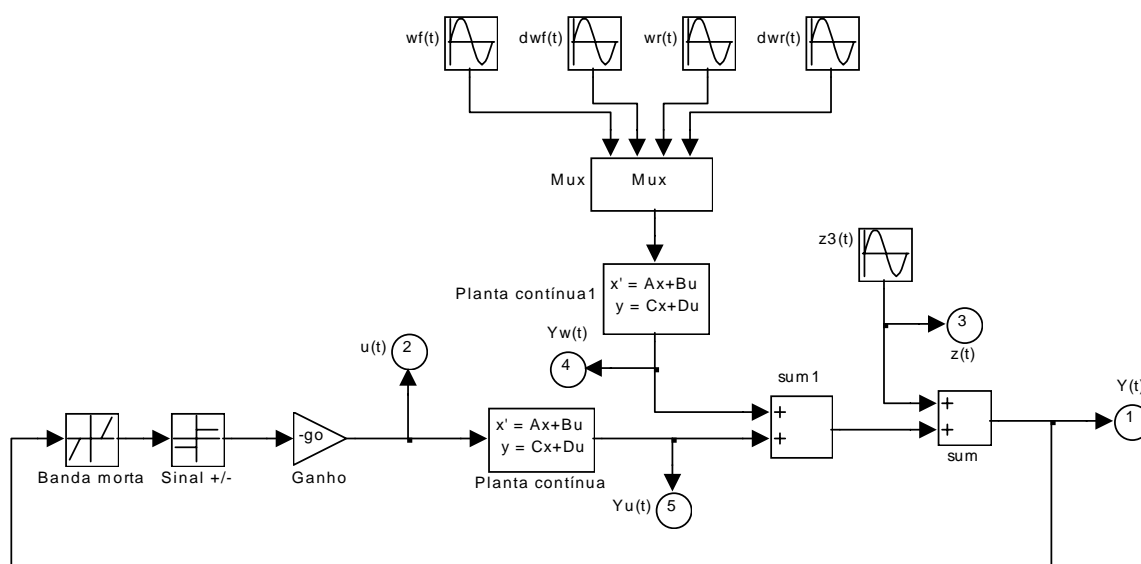 wf(t)
dwf(t)
wr(t)
dwr(t)
Mux
Mux
z3(t)
Planta contínua1
x' = Ax+Bu
y = Cx+Du
3
z(t)
u(t)
2
Yw(t)
4
sum1
Y(t)
+
+
+
+
1
-go
x' = Ax+Bu
y = Cx+Du
sum
Banda morta
Sinal +/-
Ganho
Planta contínua
Yu(t)
5